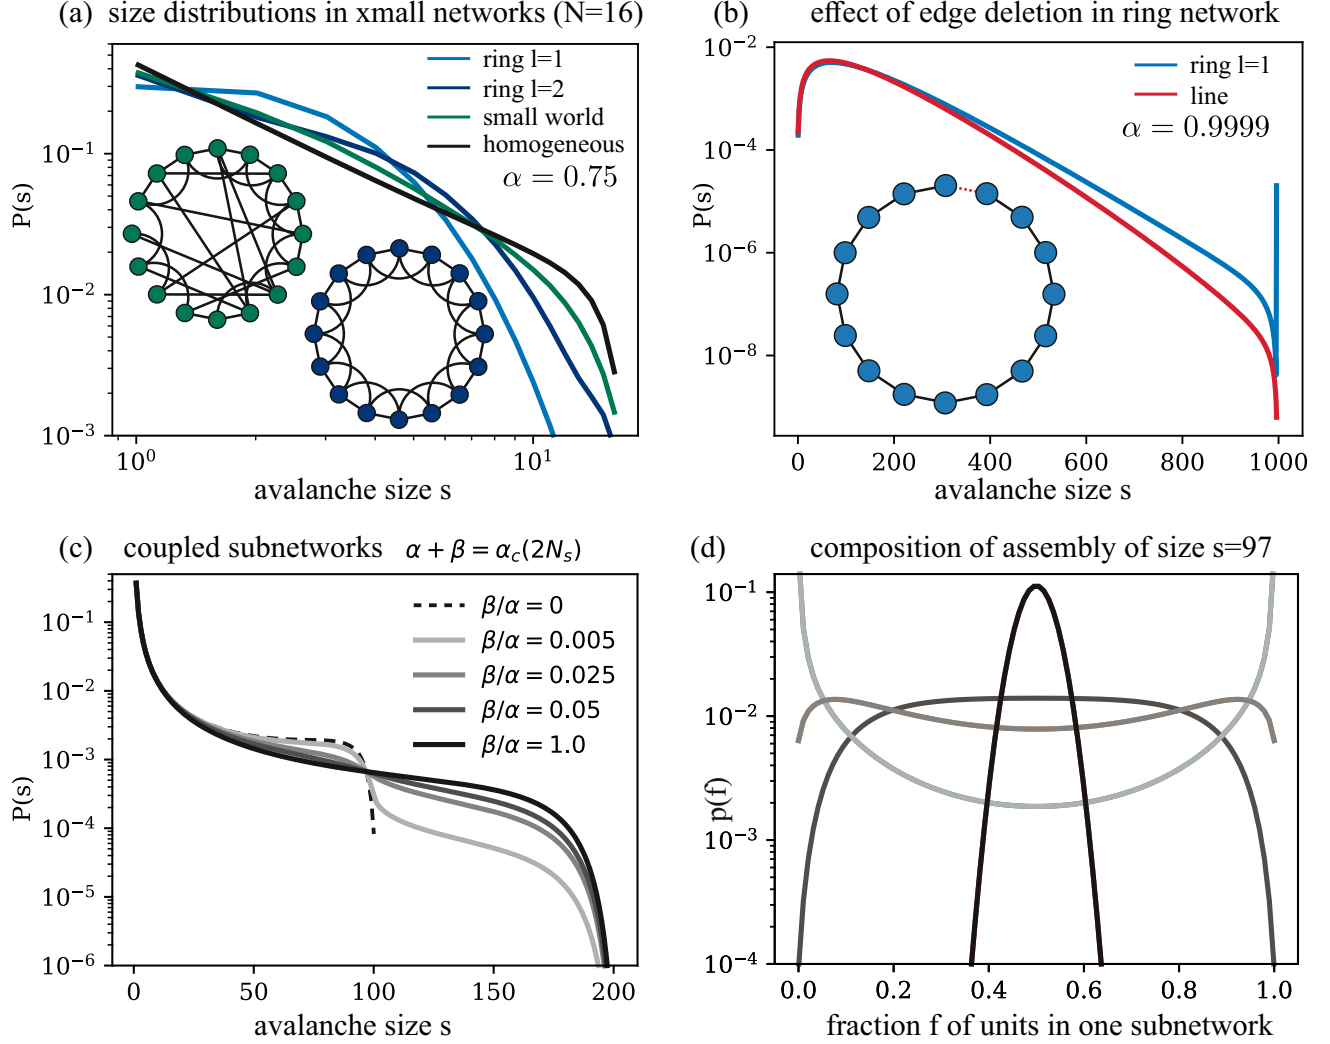 (a) size distributions in xmall networks (N=16)
P(s)
10⁻¹
10⁻²
10⁻³
10⁰
10¹
avalanche size s
ring l=1
ring l=2
small world
homogeneous
α = 0.75
(b) effect of edge deletion in ring network
P(s)
10⁻²
10⁻⁴
10⁻⁶
10⁻⁸
0 200 400 600 800 1000
avalanche size s
ring l=1
line
α = 0.9999
(c) coupled subnetworks α + β = α_c(2N_s)
P(s)
10⁻¹
10⁻²
10⁻³
10⁻⁴
10⁻⁵
10⁻⁶
0 50 100 150 200
avalanche size s
β/α = 0
β/α = 0.005
β/α = 0.025
β/α = 0.05
β/α = 1.0
(d) composition of assembly of size s=97
p(f)
10⁻¹
10⁻²
10⁻³
10⁻⁴
0.0 0.2 0.4 0.6 0.8 1.0
fraction f of units in one subnetwork